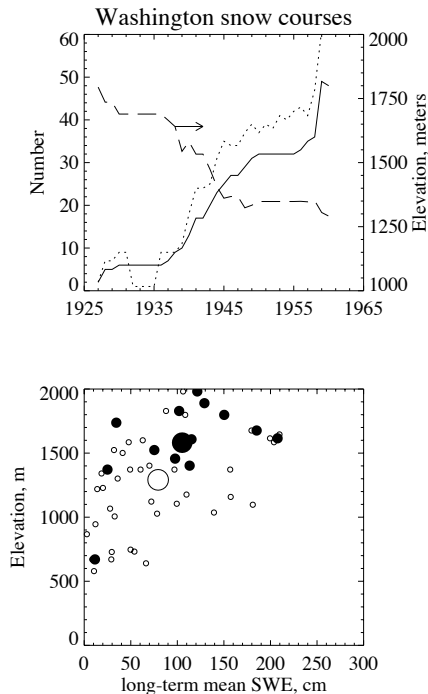 Washington snow courses
60
50
40
30
20
10
0
Number
2000
1750
1500
1250
1000
Elevation, meters
1925 1935 1945 1955 1965
2000
1500
1000
500
0
Elevation, m
0 50 100 150 200 250 300
long-term mean SWE, cm